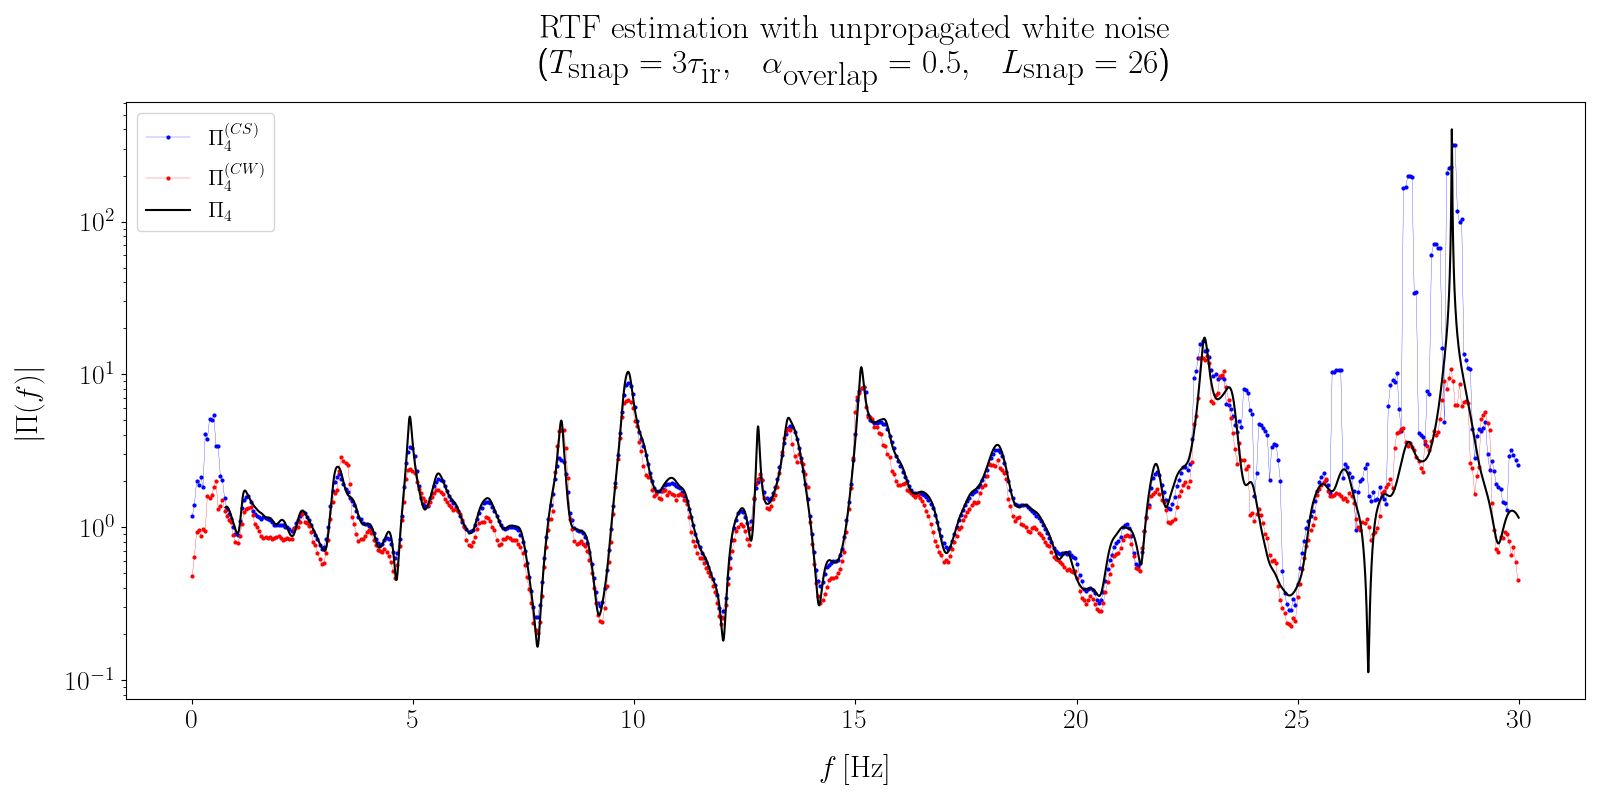 RTF estimation with unpropagated white noise
(T_snap = 3τ_ir, α_overlap = 0.5, L_snap = 26)
Π_4^(CS)
Π_4^(CW)
Π_4
|Π(f)|
10^2
10^1
10^0
10^−1
0 5 10 15 20 25 30
f [Hz]